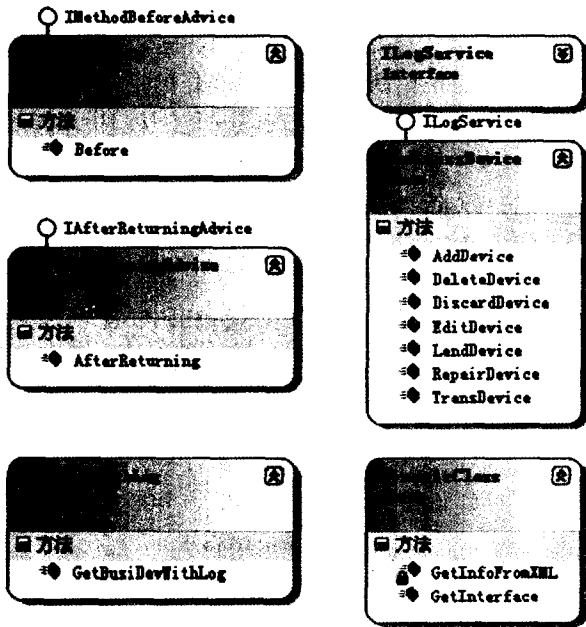 IMethodBeforeAdvice
方法
Before
IAfterReturningAdvice
方法
AfterReturning
方法
GetBusiDevWithLog
ILogService
Interface
ILogService
方法
AddDevice
DeleteDevice
DiscardDevice
EditDevice
LendDevice
RepairDevice
TransDevice
方法
GetInfoFromXML
GetInterface